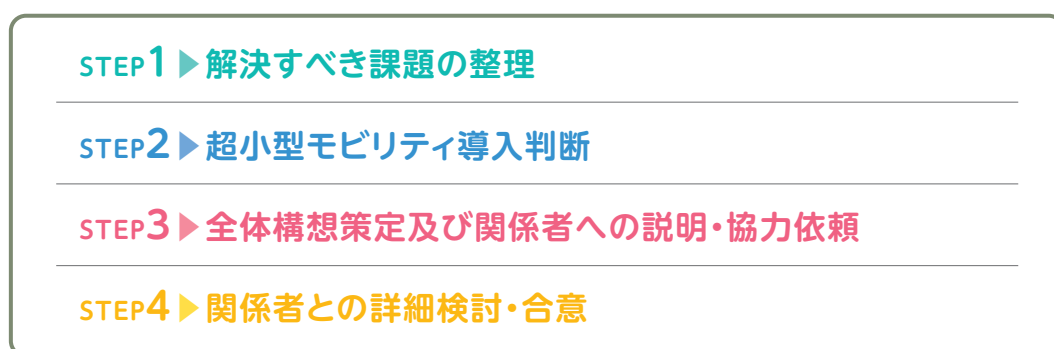 STEP1▶解決すべき課題の整理
STEP2▶超小型モビリティ導入判断
STEP3▶全体構想策定及び関係者への説明・協力依頼
STEP4▶関係者との詳細検討・合意